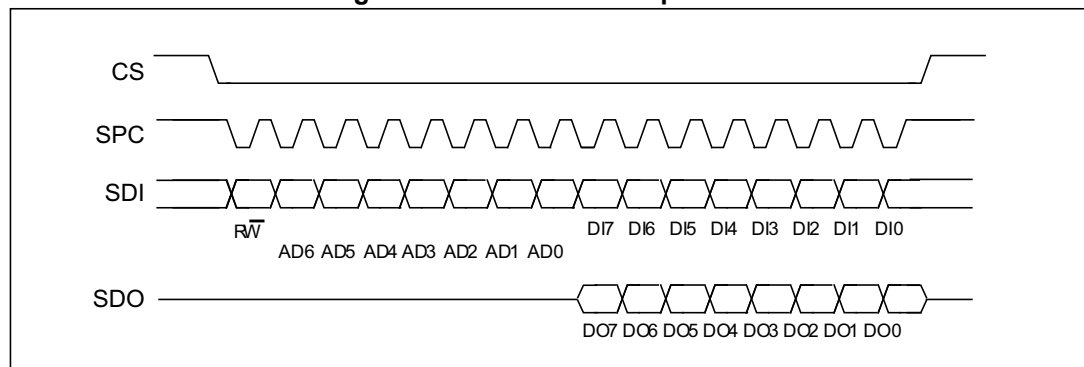 CS
SPC
SDI
RW
DI7 DI6 DI5 DI4 DI3 DI2 DI1 DI0
AD6 AD5 AD4 AD3 AD2 AD1 AD0
SDO
DO7 DO6 DO5 DO4 DO3 DO2 DO1 DO0